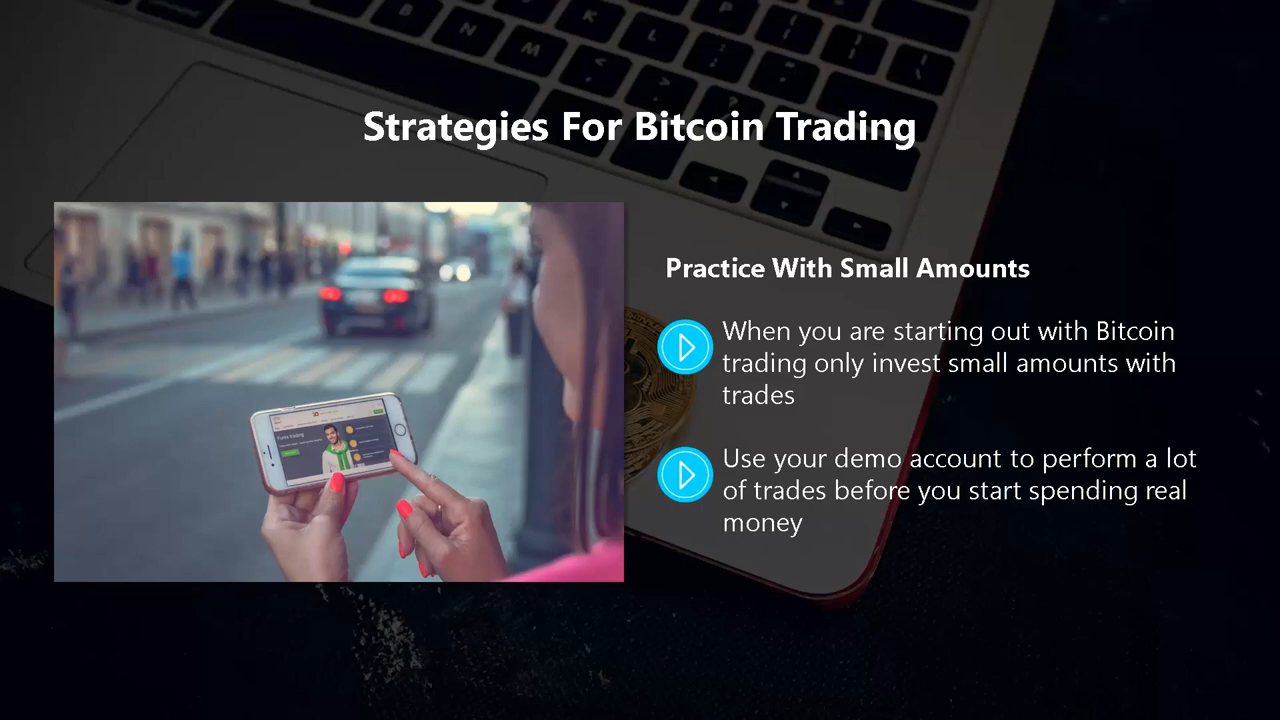 Strategies For Bitcoin Trading
Practice With Small Amounts
When you are starting out with Bitcoin
trading only invest small amounts with
trades
Use your demo account to perform a lot
of trades before you start spending real
money